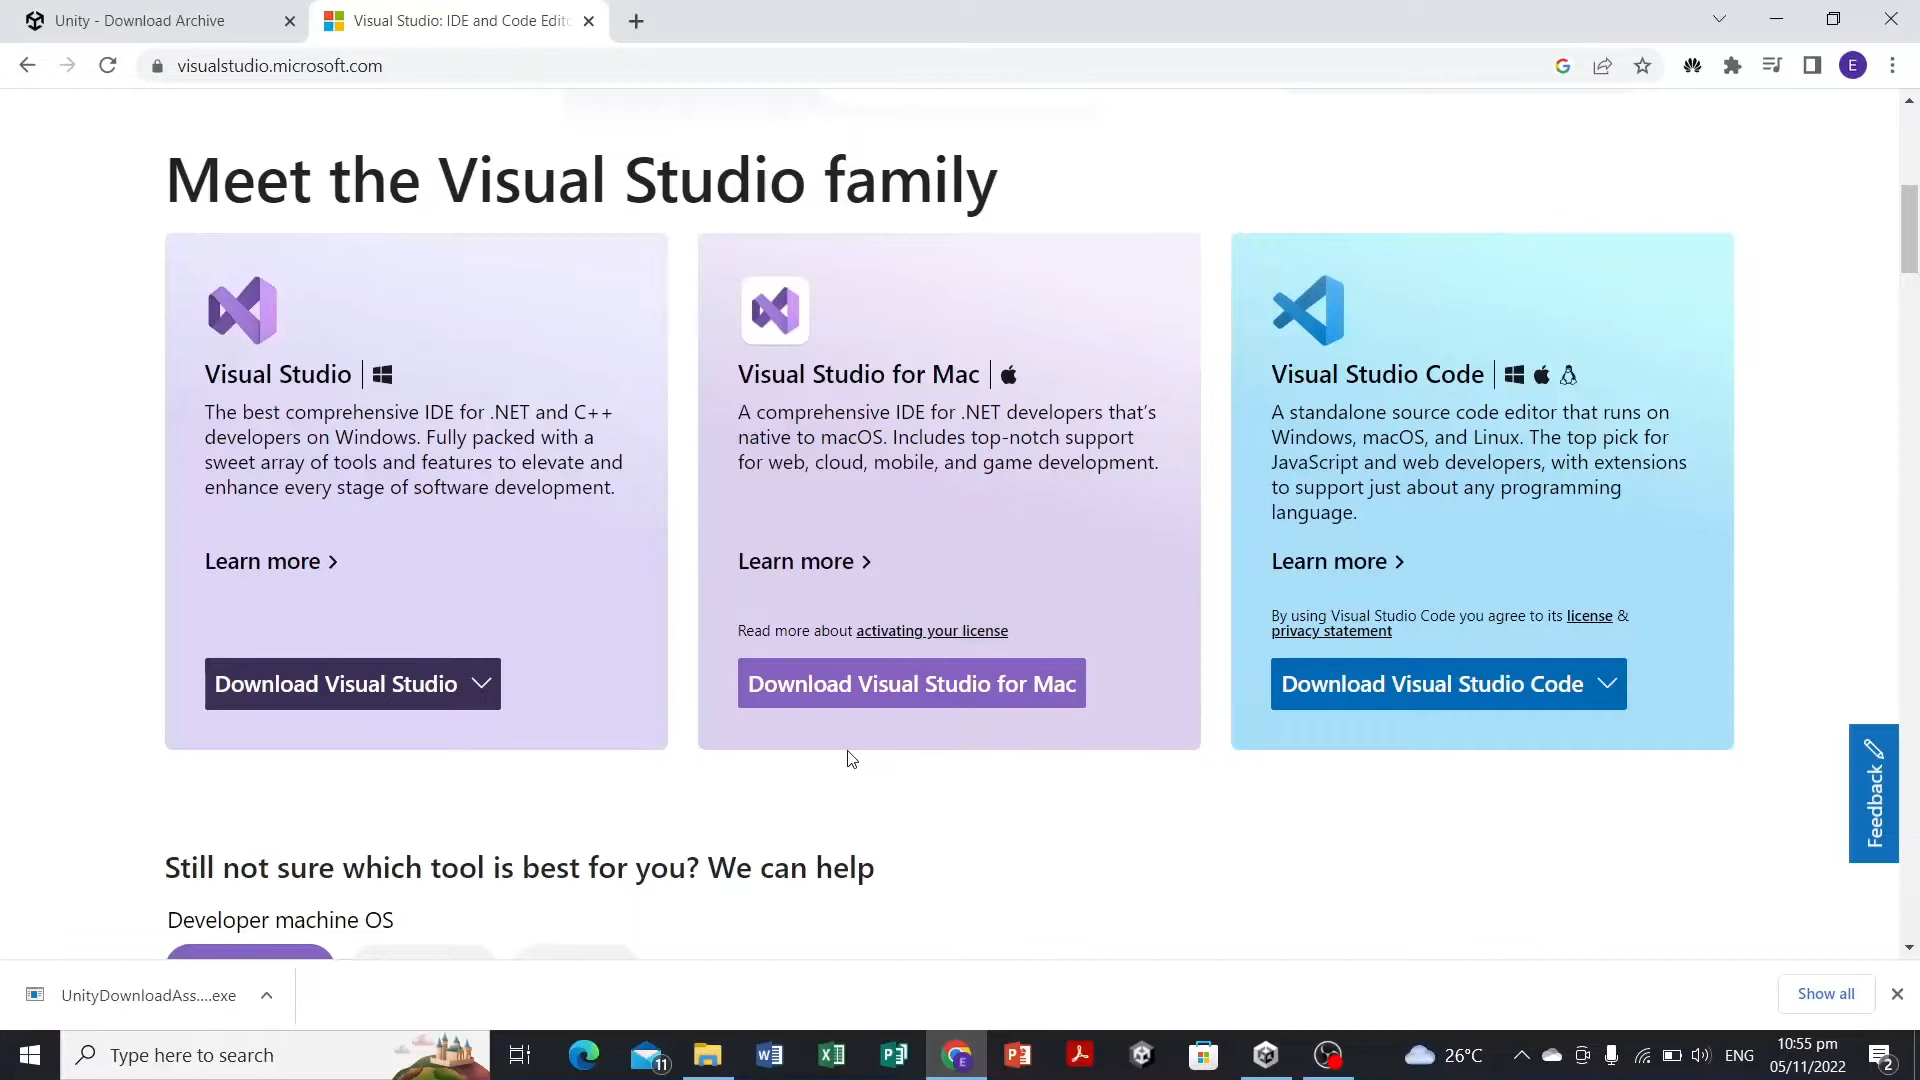 Unity - Download Archive
Visual Studio: IDE and Code Edito
visualstudio.microsoft.com
E
Meet the Visual Studio family
Visual Studio
The best comprehensive IDE for .NET and C++
developers on Windows. Fully packed with a
sweet array of tools and features to elevate and
enhance every stage of software development.
Learn more
Download Visual Studio
Visual Studio for Mac
A comprehensive IDE for .NET developers that's
native to macOS. Includes top-notch support
for web, cloud, mobile, and game development.
Learn more
Read more about activating your license
Download Visual Studio for Mac
Visual Studio Code
A standalone source code editor that runs on
Windows, macOS, and Linux. The top pick for
JavaScript and web developers, with extensions
to support just about any programming
language.
Learn more
By using Visual Studio Code you agree to its license &
privacy statement
Download Visual Studio Code
Feedback
Still not sure which tool is best for you? We can help
Developer machine OS
UnityDownloadAss....exe
Show all
Type here to search
11
26°C
ENG
10:55 pm
05/11/2022
2